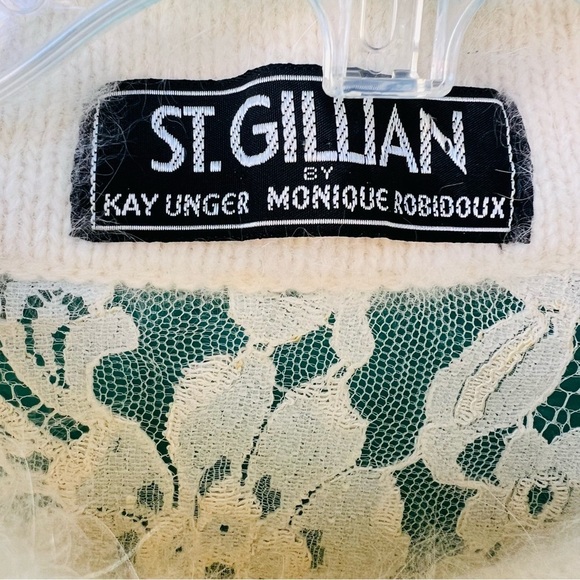 ST. GILLIAN
BY
KAY UNGER MONIQUE ROBIDOUX